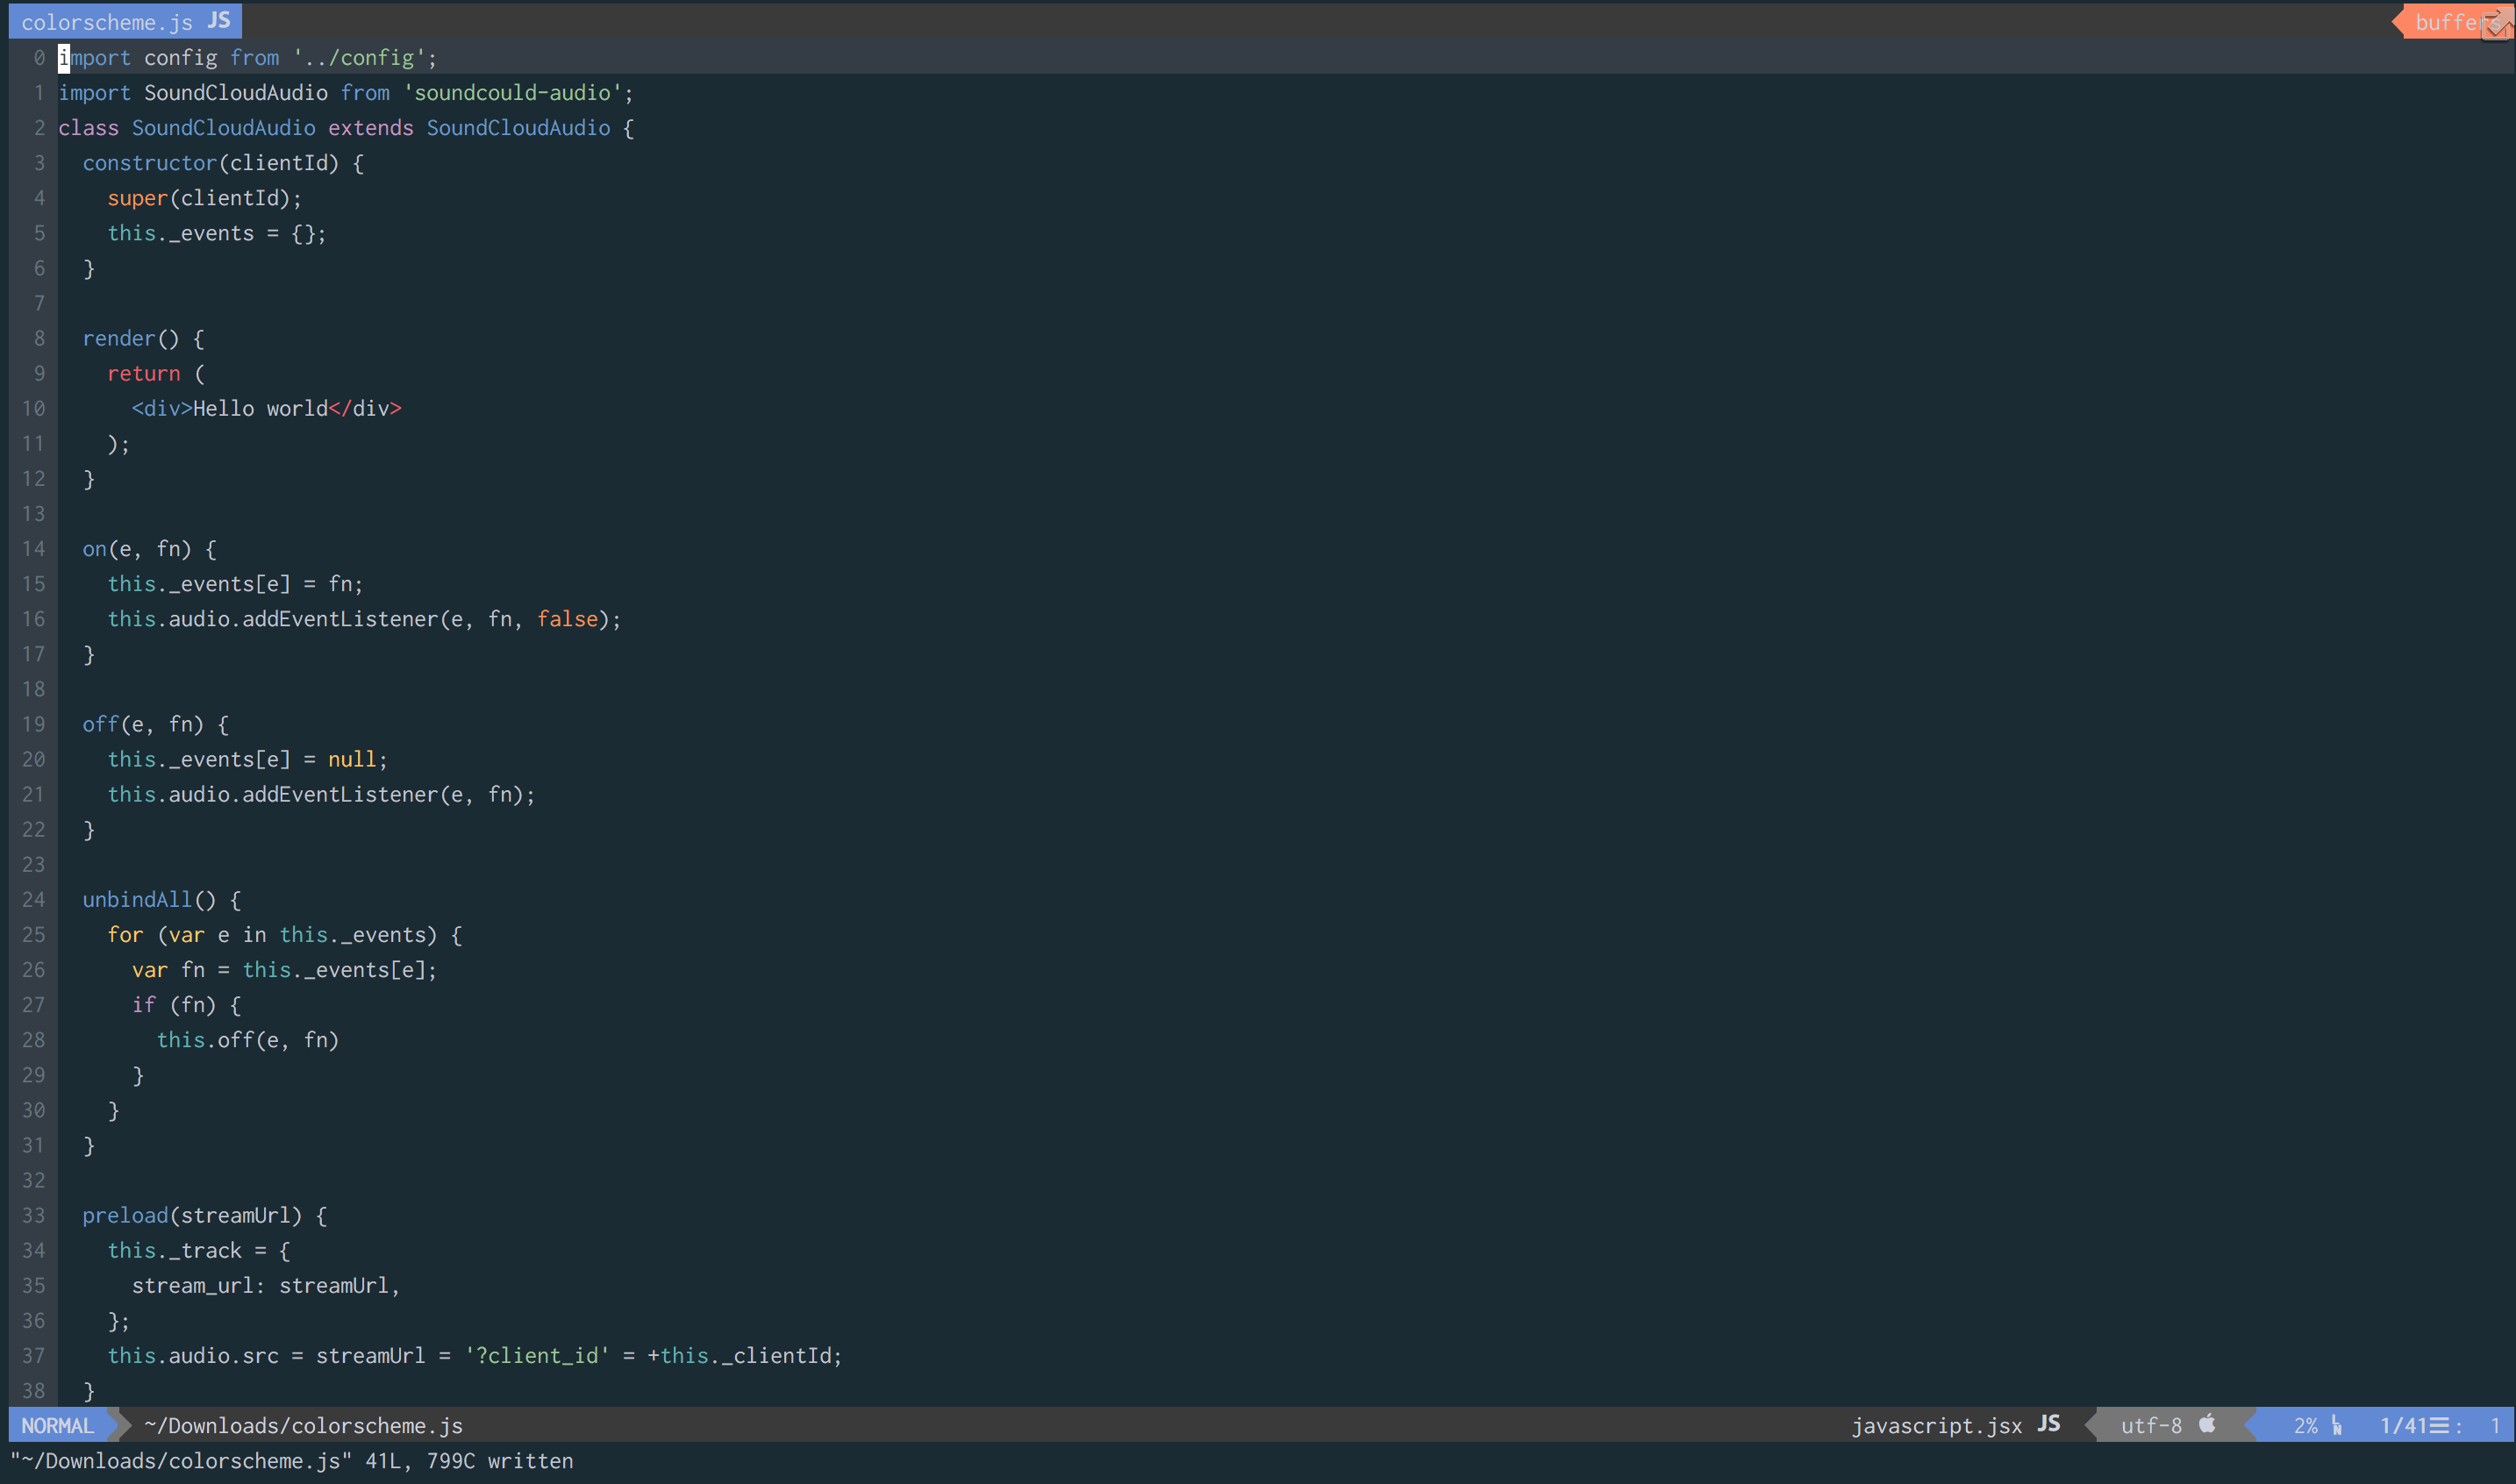 colorscheme.js JS buffers
0 import config from '../config';
1 import SoundCloudAudio from 'soundcould-audio';
2 class SoundCloudAudio extends SoundCloudAudio {
3   constructor(clientId) {
4     super(clientId);
5     this._events = {};
6   }
7
8   render() {
9     return (
10       <div>Hello world</div>
11     );
12   }
13
14   on(e, fn) {
15     this._events[e] = fn;
16     this.audio.addEventListener(e, fn, false);
17   }
18
19   off(e, fn) {
20     this._events[e] = null;
21     this.audio.addEventListener(e, fn);
22   }
23
24   unbindAll() {
25     for (var e in this._events) {
26       var fn = this._events[e];
27       if (fn) {
28         this.off(e, fn)
29       }
30     }
31   }
32
33   preload(streamUrl) {
34     this._track = {
35       stream_url: streamUrl,
36     };
37     this.audio.src = streamUrl = '?client_id' = +this._clientId;
38   }
NORMAL ~/Downloads/colorscheme.js javascript.jsx JS utf-8 2% LN 1/41☰ : 1
"~/Downloads/colorscheme.js" 41L, 799C written